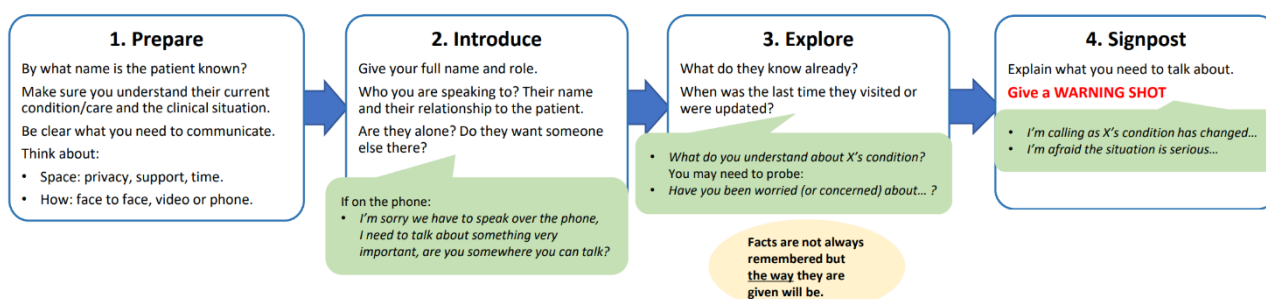 1. Prepare
By what name is the patient known?
Make sure you understand their current
condition/care and the clinical situation.
Be clear what you need to communicate.
Think about:
• Space: privacy, support, time.
• How: face to face, video or phone.
2. Introduce
Give your full name and role.
Who you are speaking to? Their name
and their relationship to the patient.
Are they alone? Do they want someone
else there?
If on the phone:
• I’m sorry we have to speak over the phone,
I need to talk about something very
important, are you somewhere you can talk?
3. Explore
What do they know already?
When was the last time they visited or
were updated?
• What do you understand about X’s condition?
You may need to probe:
• Have you been worried (or concerned) about… ?
Facts are not always
remembered but
the way they are
given will be.
4. Signpost
Explain what you need to talk about.
Give a WARNING SHOT
• I’m calling as X’s condition has changed…
• I’m afraid the situation is serious…